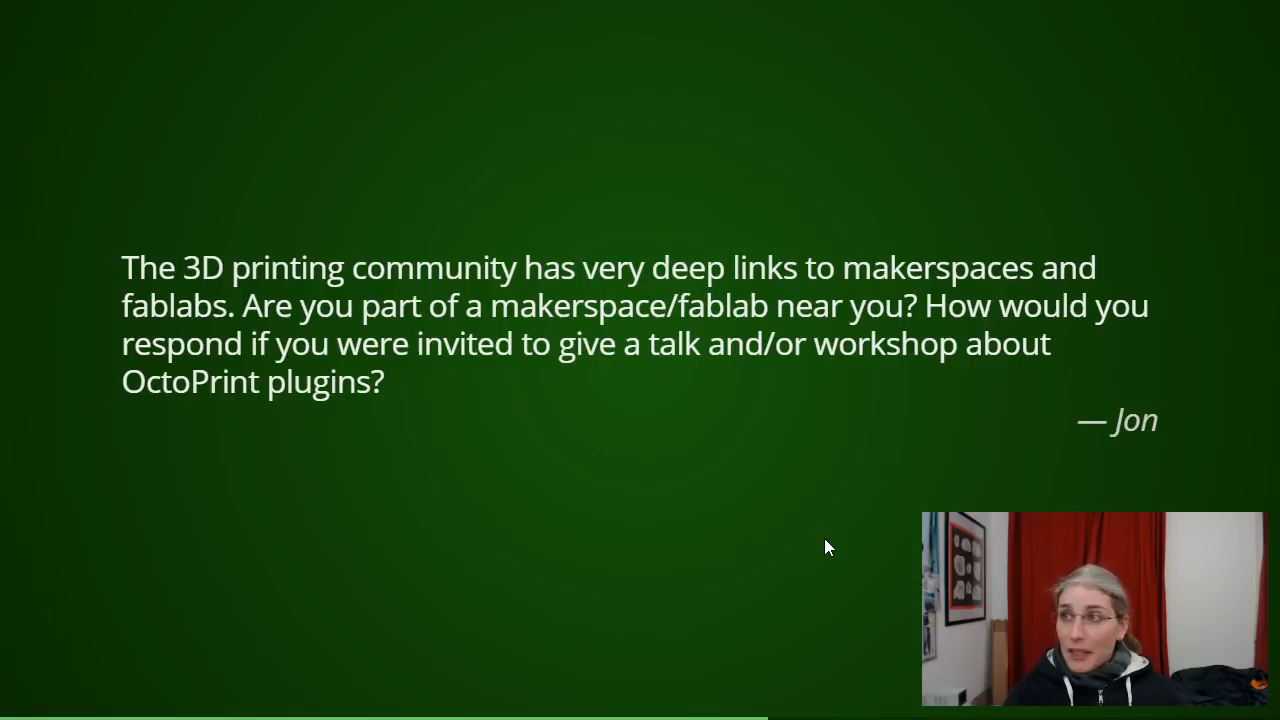 The 3D printing community has very deep links to makerspaces and
fablabs. Are you part of a makerspace/fablab near you? How would you
respond if you were invited to give a talk and/or workshop about
OctoPrint plugins?
— Jon